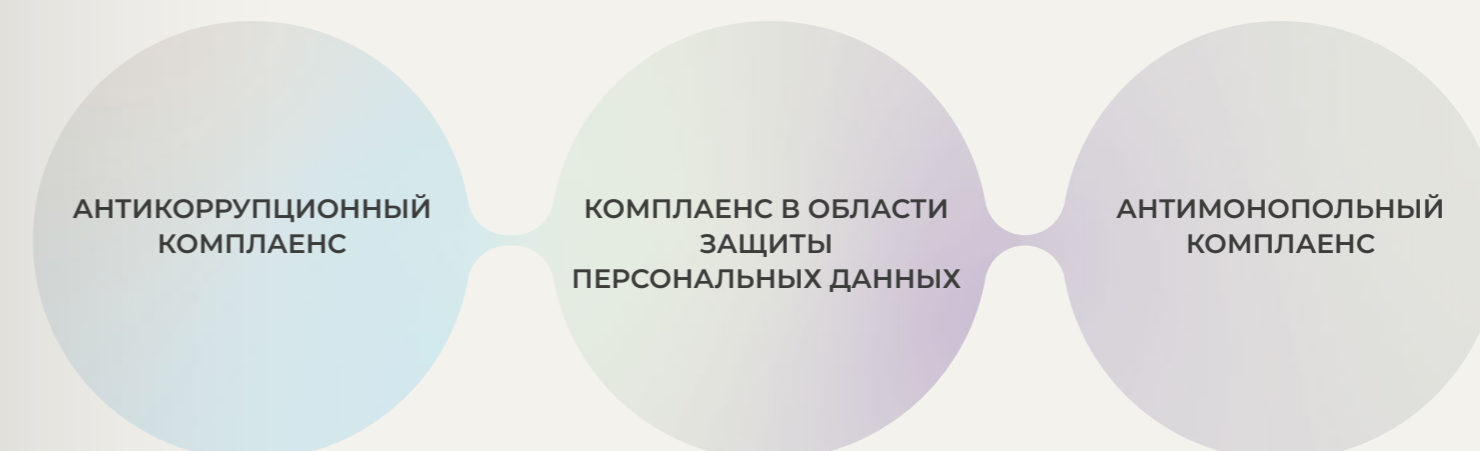 АНТИКОРРУПЦИОННЫЙ
КОМПЛАЕНС
КОМПЛАЕНС В ОБЛАСТИ
ЗАЩИТЫ
ПЕРСОНАЛЬНЫХ ДАННЫХ
АНТИМОНОПОЛЬНЫЙ
КОМПЛАЕНС